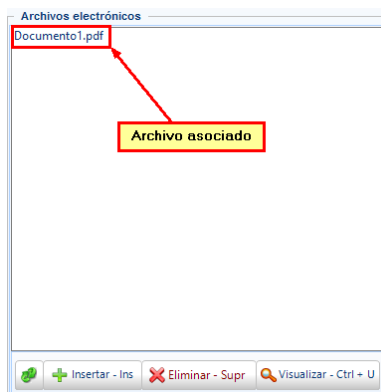 Archivos electrónicos
Documento1.pdf
Archivo asociado
Insertar - Ins Eliminar - Supr Visualizar - Ctrl + U